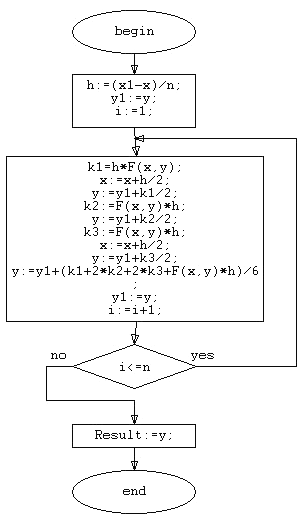 begin
h:=(x1-x)/n;
y1:=y;
i:=1;
k1=h*F(x,y);
x:=x+h/2;
y:=y1+k1/2;
k2:=F(x,y)*h;
y:=y1+k2/2;
k3:=F(x,y)*h;
x:=x+h/2;
y:=y1+k3/2;
y:=y1+(k1+2*k2+2*k3+F(x,y)*h)/6
;
y1:=y;
i:=i+1;
no
yes
i<=n
Result:=y;
end